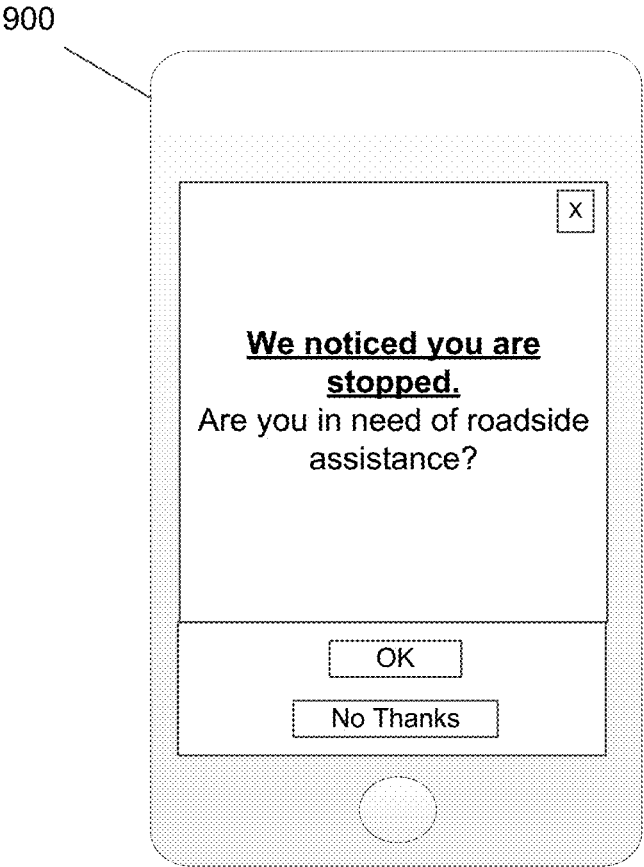 900
X
We noticed you are
stopped.
Are you in need of roadside
assistance?
OK
No Thanks